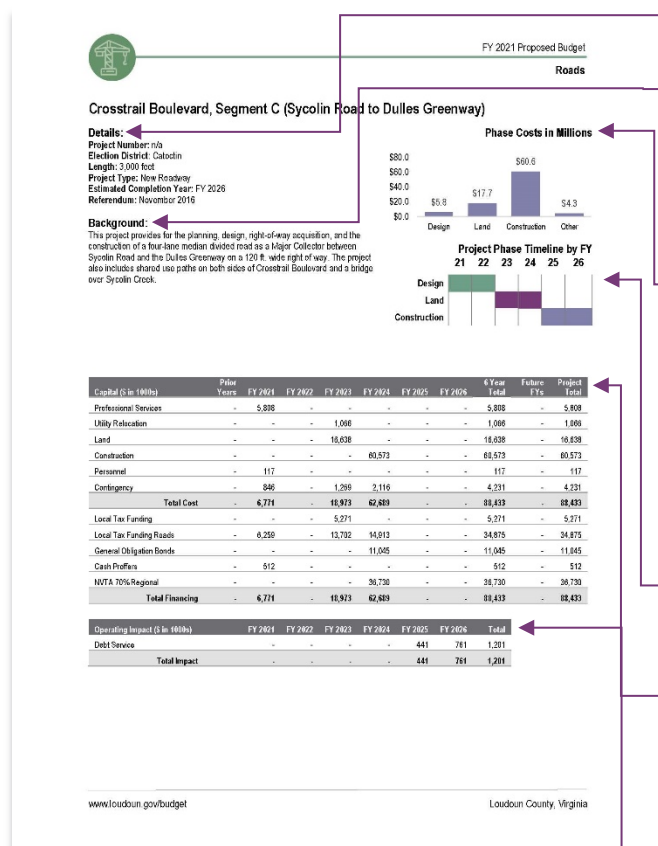 FY 2021 Proposed Budget
Roads
Crosstrail Boulevard, Segment C (Sycolin Road to Dulles Greenway)
Details:
Project Number: n/a
Election District: Catoctin
Length: 3,000 feet
Project Type: New Roadway
Estimated Completion Year: FY 2026
Referendum: November 2016
Background:
This project provides for the planning, design, right-of-way acquisition, and the
construction of a four-lane median divided road as a Major Collector between
Sycolin Road and the Dulles Greenway on a 120 ft. wide right of way. The project
also includes shared use paths on both sides of Crosstrail Boulevard and a bridge
over Sycolin Creek.
Phase Costs in Millions
$80.0
$60.0
$40.0
$20.0
$0.0
$5.8 $17.7 $60.6 $4.3
Design Land Construction Other
Project Phase Timeline by FY
21 22 23 24 25 26
Design
Land
Construction
Capital ($ in 1000s) Prior Years FY 2021 FY 2022 FY 2023 FY 2024 FY 2025 FY 2026 6 Year Total Future FYs Project Total
Professional Services - 5,808 - - - - - 5,808 - 5,808
Utility Relocation - - - 1,066 - - - 1,066 - 1,066
Land - - - 16,638 - - - 16,638 - 16,638
Construction - - - - 60,573 - - 60,573 - 60,573
Personnel - 117 - - - - - 117 - 117
Contingency - 846 - 1,269 2,116 - - 4,231 - 4,231
Total Cost - 6,771 - 18,973 62,689 - - 88,433 - 88,433
Local Tax Funding - - - 5,271 - - - 5,271 - 5,271
Local Tax Funding Roads - 6,259 - 13,702 14,913 - - 34,875 - 34,875
General Obligation Bonds - - - - 11,045 - - 11,045 - 11,045
Cash Proffers - 512 - - - - - 512 - 512
NVTA 70% Regional - - - - 36,730 - - 36,730 - 36,730
Total Financing - 6,771 - 18,973 62,689 - - 88,433 - 88,433
Operating Impact ($ in 1000s) FY 2021 FY 2022 FY 2023 FY 2024 FY 2025 FY 2026 Total
Debt Service - - - - 441 761 1,201
Total Impact - - - - 441 761 1,201
www.loudoun.gov/budget
Loudoun County, Virginia